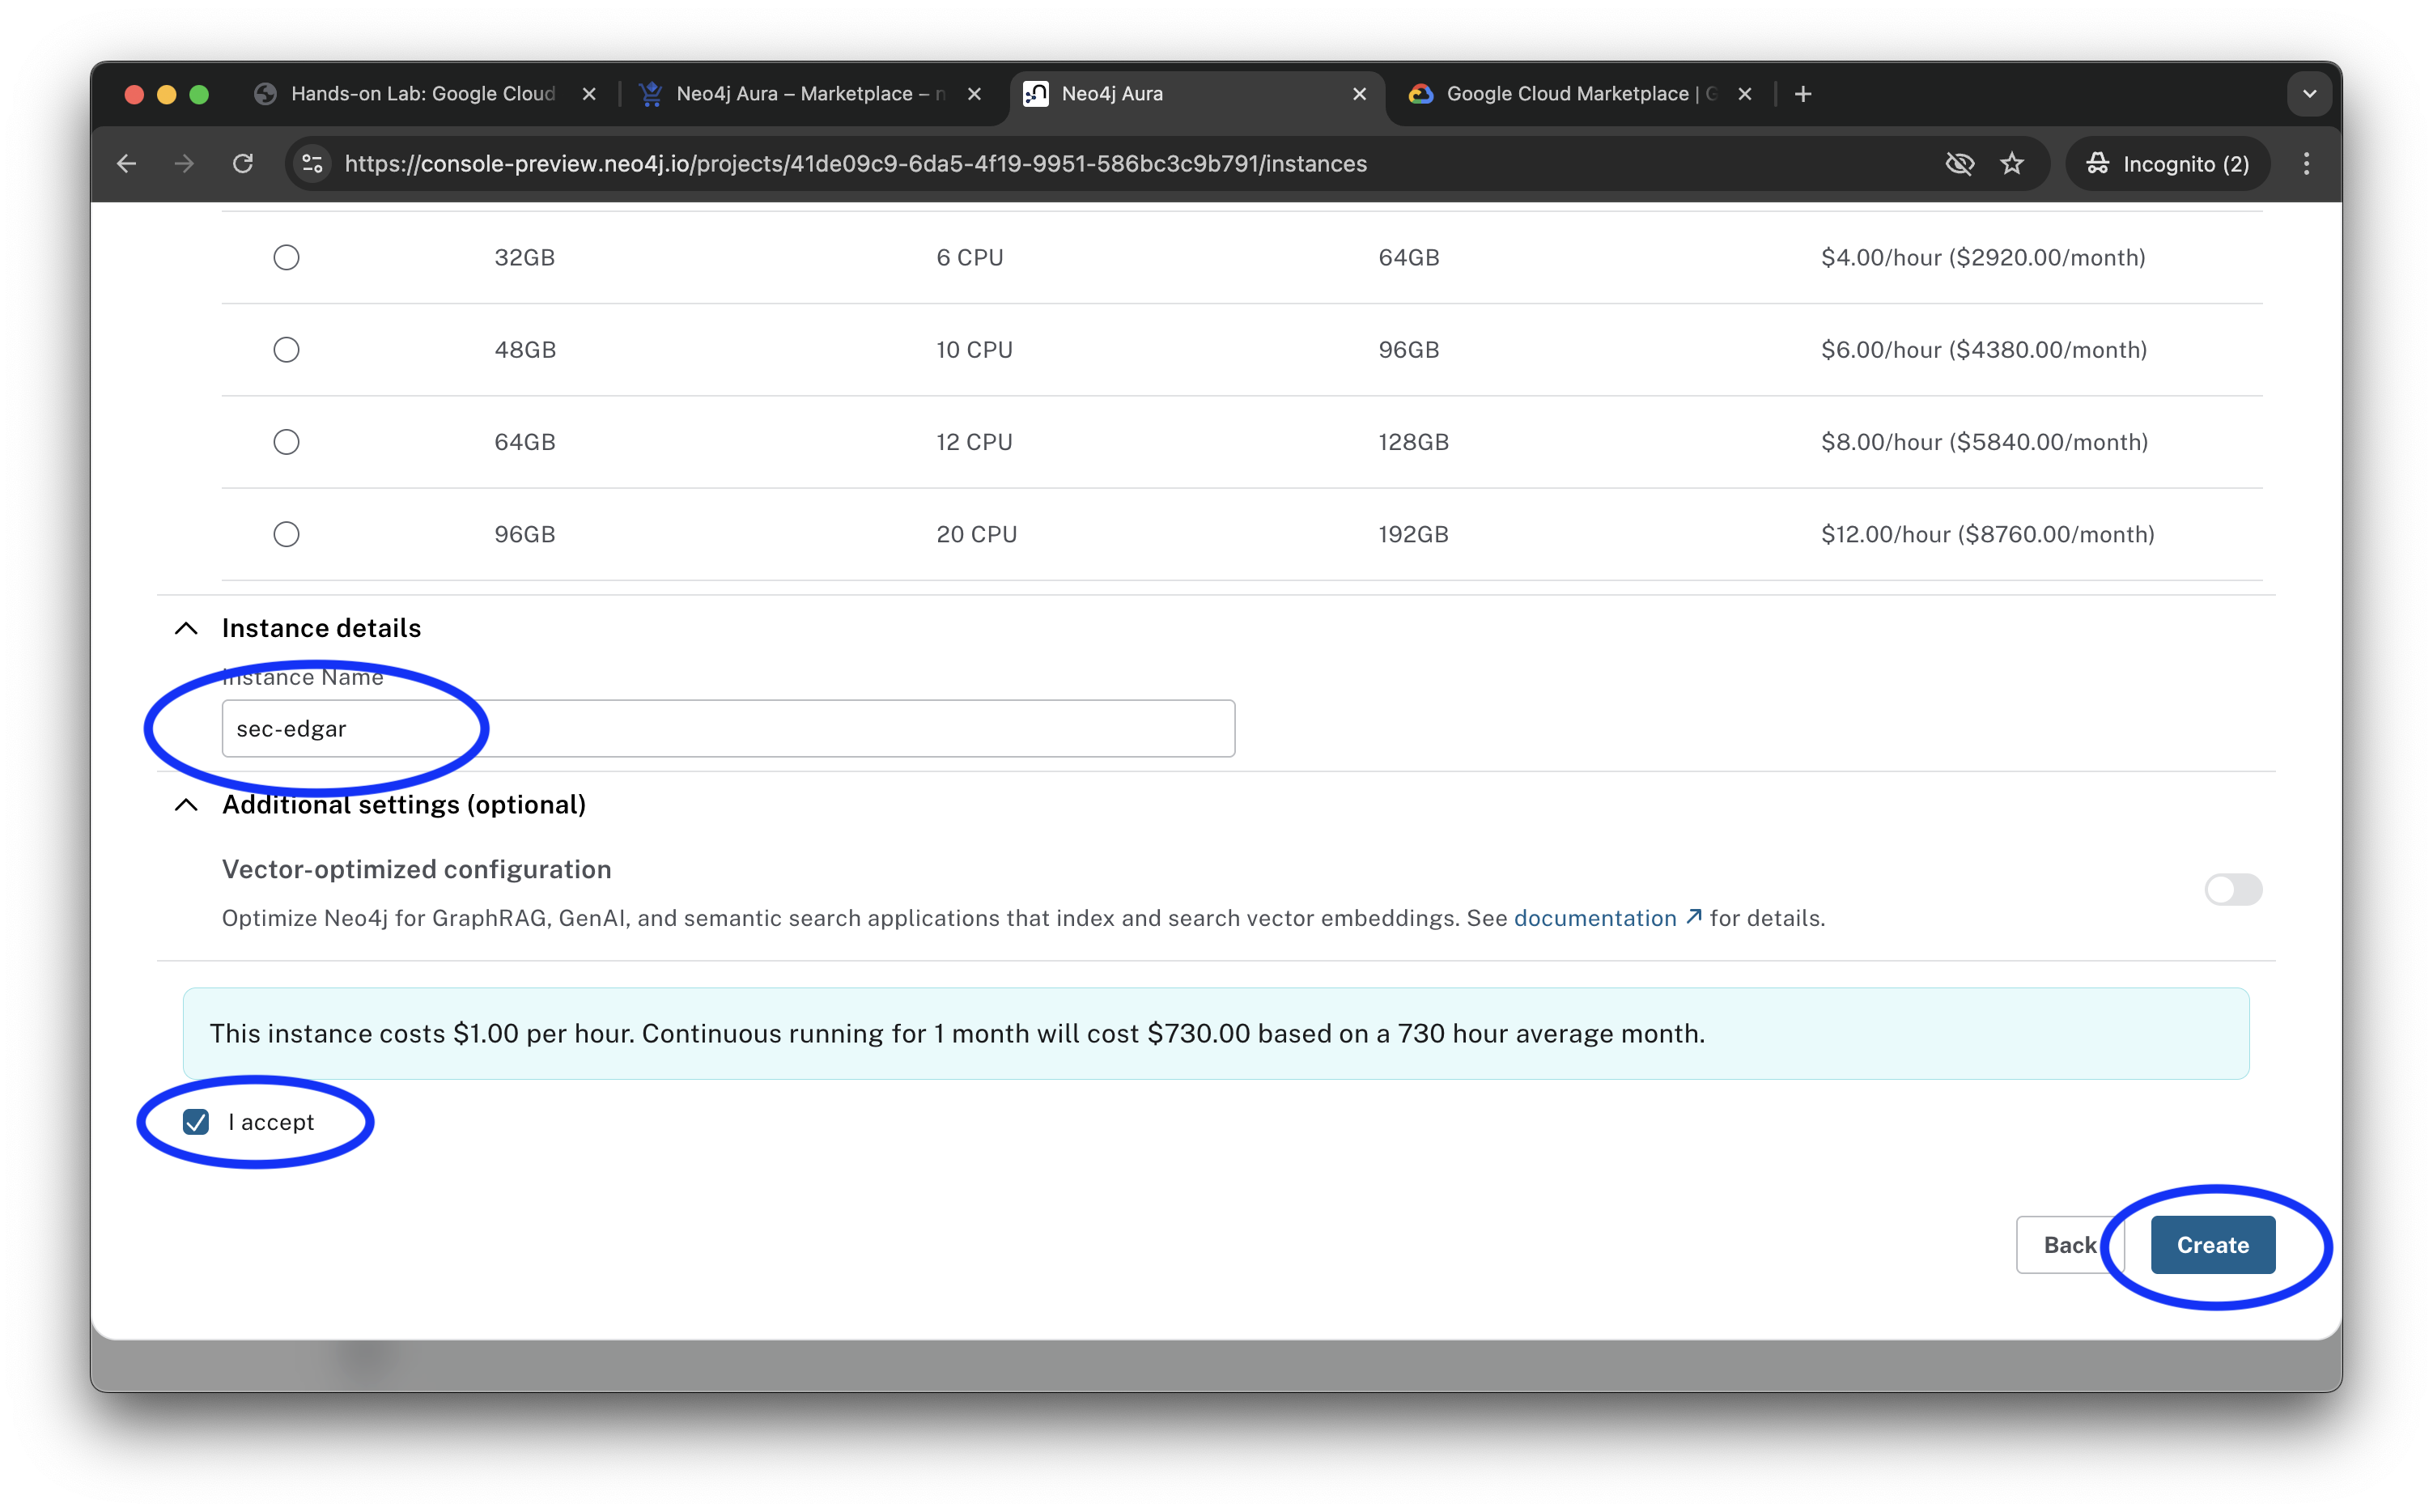 Hands-on Lab: Google Cloud
Neo4j Aura – Marketplace – n
Neo4j Aura
Google Cloud Marketplace | G
https://console-preview.neo4j.io/projects/41de09c9-6da5-4f19-9951-586bc3c9b791/instances
Incognito (2)
32GB 6 CPU 64GB $4.00/hour ($2920.00/month)
48GB 10 CPU 96GB $6.00/hour ($4380.00/month)
64GB 12 CPU 128GB $8.00/hour ($5840.00/month)
96GB 20 CPU 192GB $12.00/hour ($8760.00/month)
Instance details
Instance Name
sec-edgar
Additional settings (optional)
Vector-optimized configuration
Optimize Neo4j for GraphRAG, GenAI, and semantic search applications that index and search vector embeddings. See documentation ↗ for details.
This instance costs $1.00 per hour. Continuous running for 1 month will cost $730.00 based on a 730 hour average month.
I accept
Back
Create